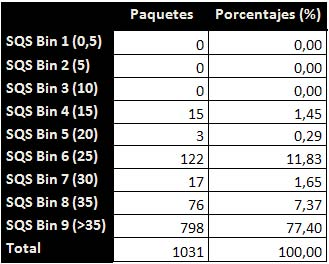 Paquetes Porcentajes (%)
SQS Bin 1 (0,5) 0 0,00
SQS Bin 2 (5) 0 0,00
SQS Bin 3 (10) 0 0,00
SQS Bin 4 (15) 15 1,45
SQS Bin 5 (20) 3 0,29
SQS Bin 6 (25) 122 11,83
SQS Bin 7 (30) 17 1,65
SQS Bin 8 (35) 76 7,37
SQS Bin 9 (>35) 798 77,40
Total 1031 100,00